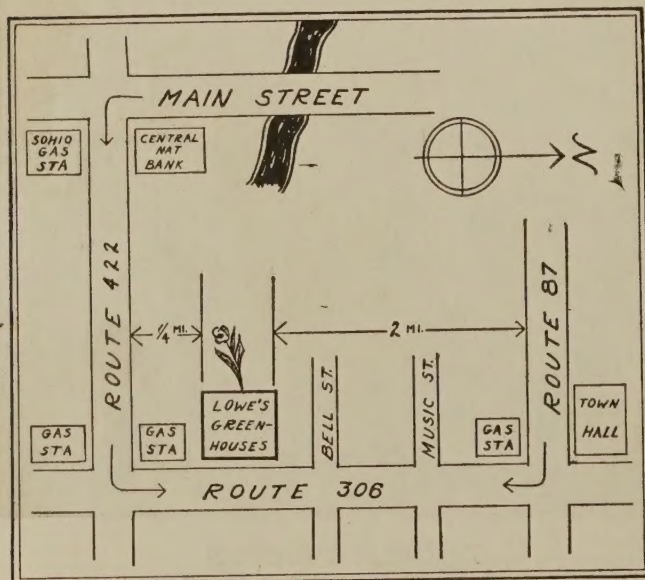 MAIN STREET
SOHIO
GAS
STA
CENTRAL
NAT
BANK
N
ROUTE 422
1/4 MI.
2 MI.
ROUTE 87
LOWE'S
GREEN-
HOUSES
BELL ST.
MUSIC ST.
GAS
STA
GAS
STA
GAS
STA
TOWN
HALL
ROUTE 306